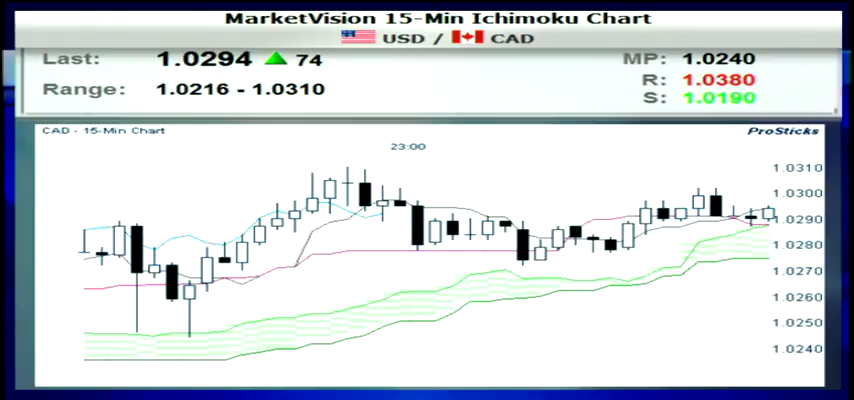 MarketVision 15-Min Ichimoku Chart
USD / CAD
Last: 1.0294 74 MP: 1.0240
R: 1.0380
Range: 1.0216 - 1.0310 S: 1.0190
CAD - 15-Min Chart ProSticks
23:00
1.0310
1.0300
1.0290
1.0280
1.0270
1.0260
1.0250
1.0240